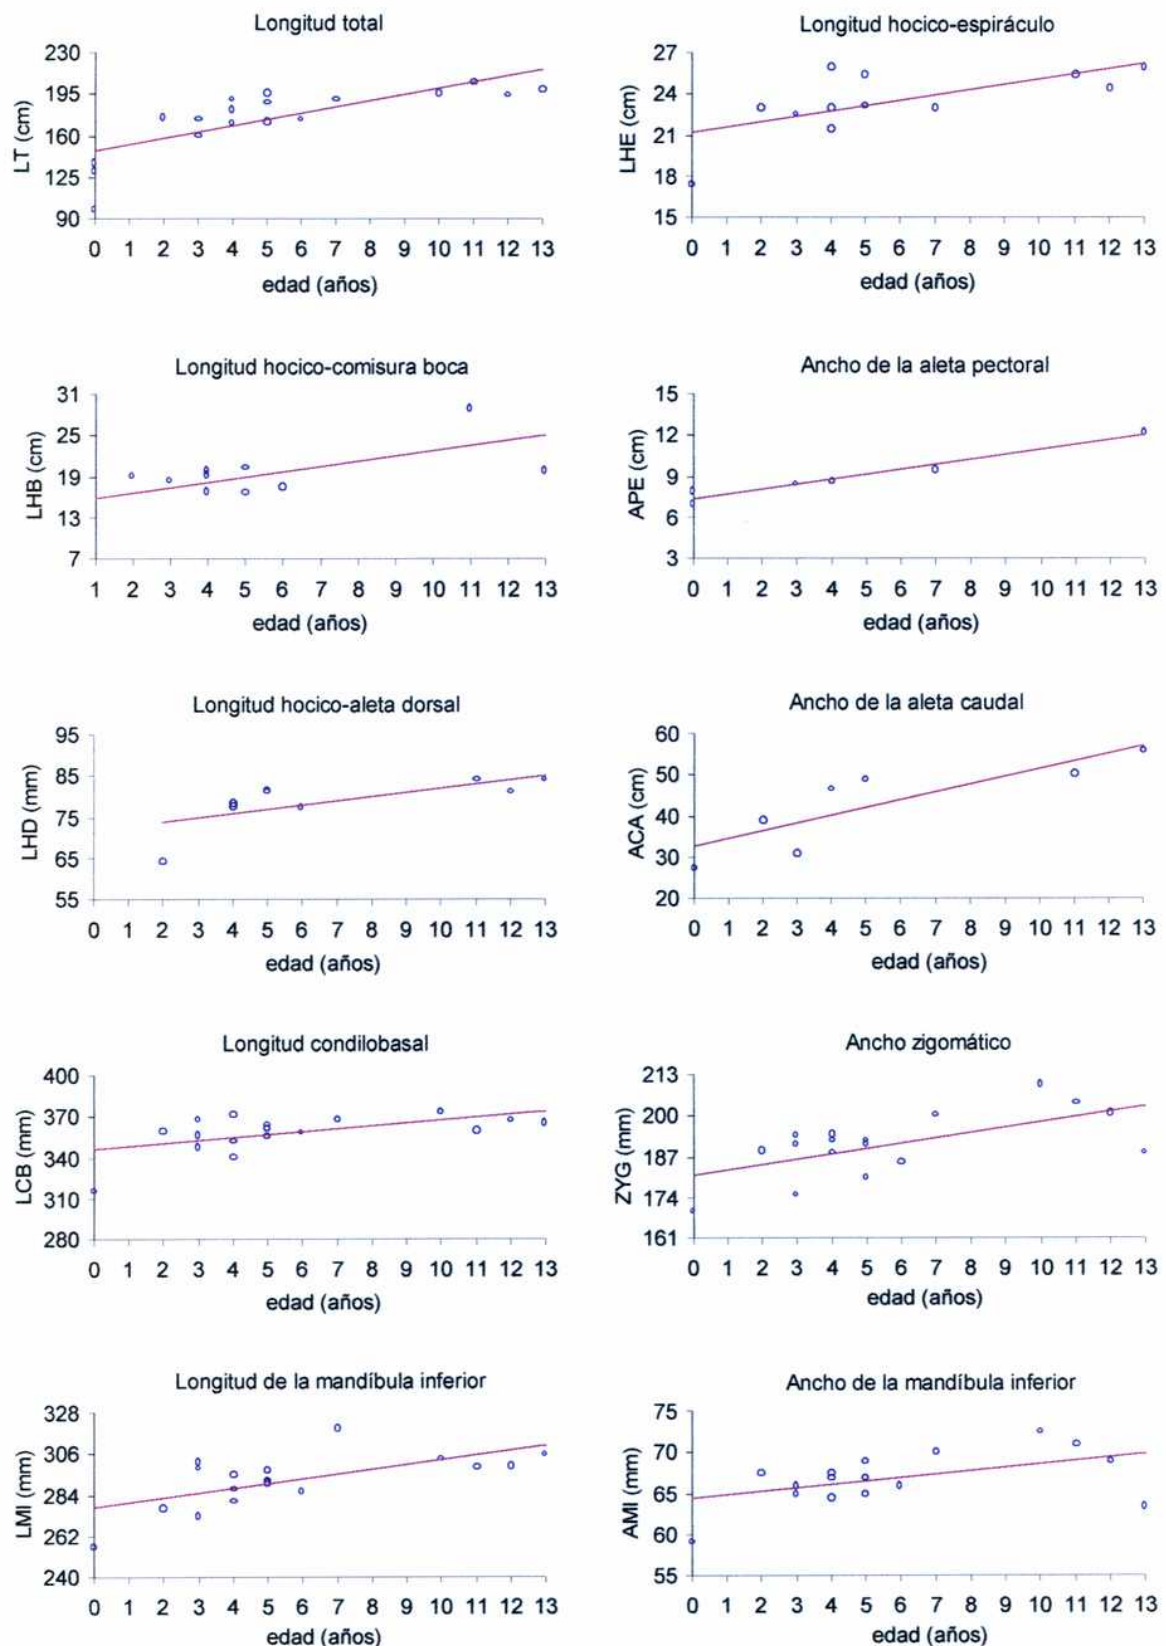 Longitud total
230
195
160
125
90
LT (cm)
0 1 2 3 4 5 6 7 8 9 10 11 12 13
edad (años)
Longitud hocico-espiráculo
27
24
21
18
15
LHE (cm)
0 1 2 3 4 5 6 7 8 9 10 11 12 13
edad (años)
Longitud hocico-comisura boca
31
25
19
13
7
LHB (cm)
1 2 3 4 5 6 7 8 9 10 11 12 13
edad (años)
Ancho de la aleta pectoral
15
12
9
6
3
APE (cm)
0 1 2 3 4 5 6 7 8 9 10 11 12 13
edad (años)
Longitud hocico-aleta dorsal
95
85
75
65
55
LHD (mm)
0 1 2 3 4 5 6 7 8 9 10 11 12 13
edad (años)
Ancho de la aleta caudal
60
50
40
30
20
ACA (cm)
0 1 2 3 4 5 6 7 8 9 10 11 12 13
edad (años)
Longitud condilobasal
400
370
340
310
280
LCB (mm)
0 1 2 3 4 5 6 7 8 9 10 11 12 13
edad (años)
Ancho zigomático
213
200
187
174
161
ZYG (mm)
0 1 2 3 4 5 6 7 8 9 10 11 12 13
edad (años)
Longitud de la mandíbula inferior
328
306
284
262
240
LMI (mm)
0 1 2 3 4 5 6 7 8 9 10 11 12 13
edad (años)
Ancho de la mandíbula inferior
75
70
65
60
55
AMI (mm)
0 1 2 3 4 5 6 7 8 9 10 11 12 13
edad (años)